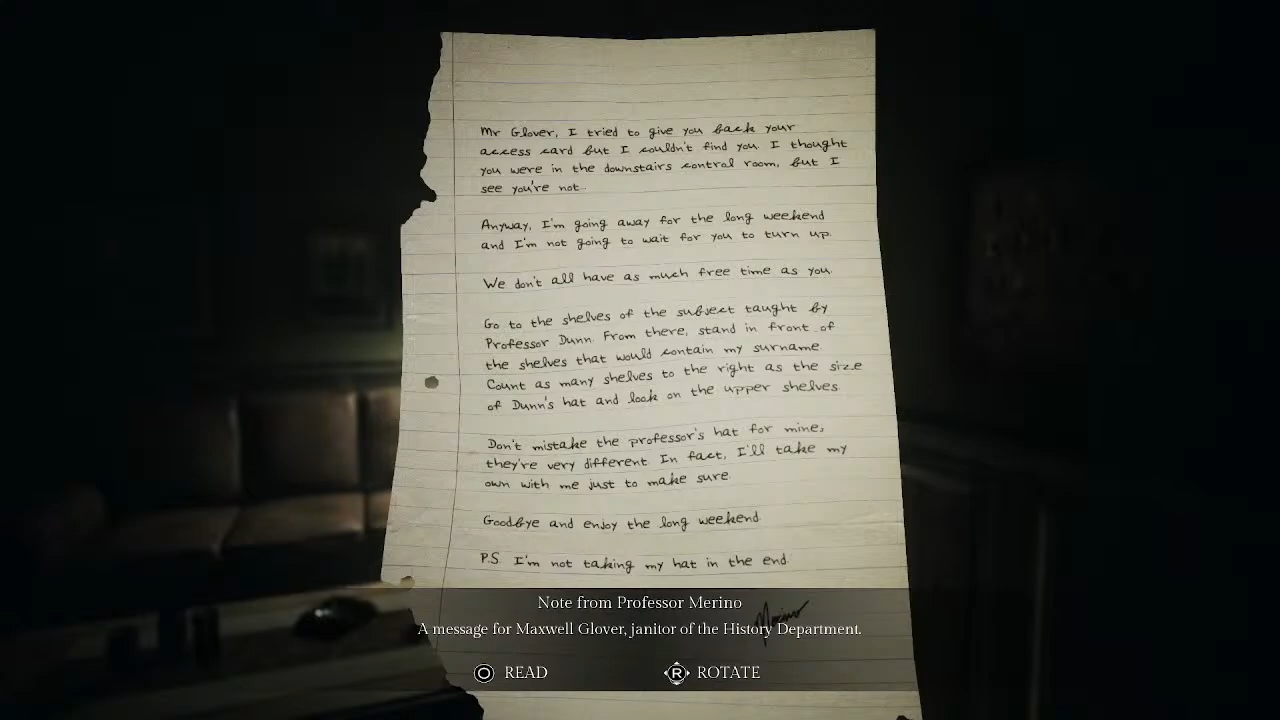 Mr Glover, I tried to give you back your
access card but I couldn't find you. I thought
you were in the downstairs control room, but I
see you're not...
Anyway, I'm going away for the long weekend
and I'm not going to wait for you to turn up.
We don't all have as much free time as you.
Go to the shelves of the subject taught by
Professor Dunn. From there, stand in front of
the shelves that would contain my surname.
Count as many shelves to the right as the size
of Dunn's hat and look on the upper shelves.
Don't mistake the professor's hat for mine,
they're very different. In fact, I'll take my
own with me just to make sure.
Goodbye and enjoy the long weekend.
P.S. I'm not taking my hat in the end.
Merino
Note from Professor Merino
A message for Maxwell Glover, janitor of the History Department.
READ
R ROTATE